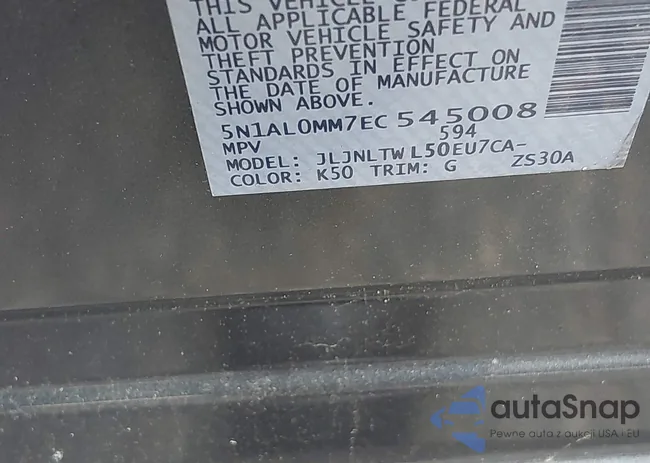 THIS VEHICLE
ALL APPLICABLE FEDERAL
MOTOR VEHICLE SAFETY AND
THEFT PREVENTION
STANDARDS IN EFFECT ON
THE DATE OF MANUFACTURE
SHOWN ABOVE.
5N1AL0MM7EC 545008
MPV 594
MODEL: JLJNLTW L50EU7CA-
ZS30A
COLOR: K50 TRIM: G
autaSnap
Pewne auta z aukcji USA i EU